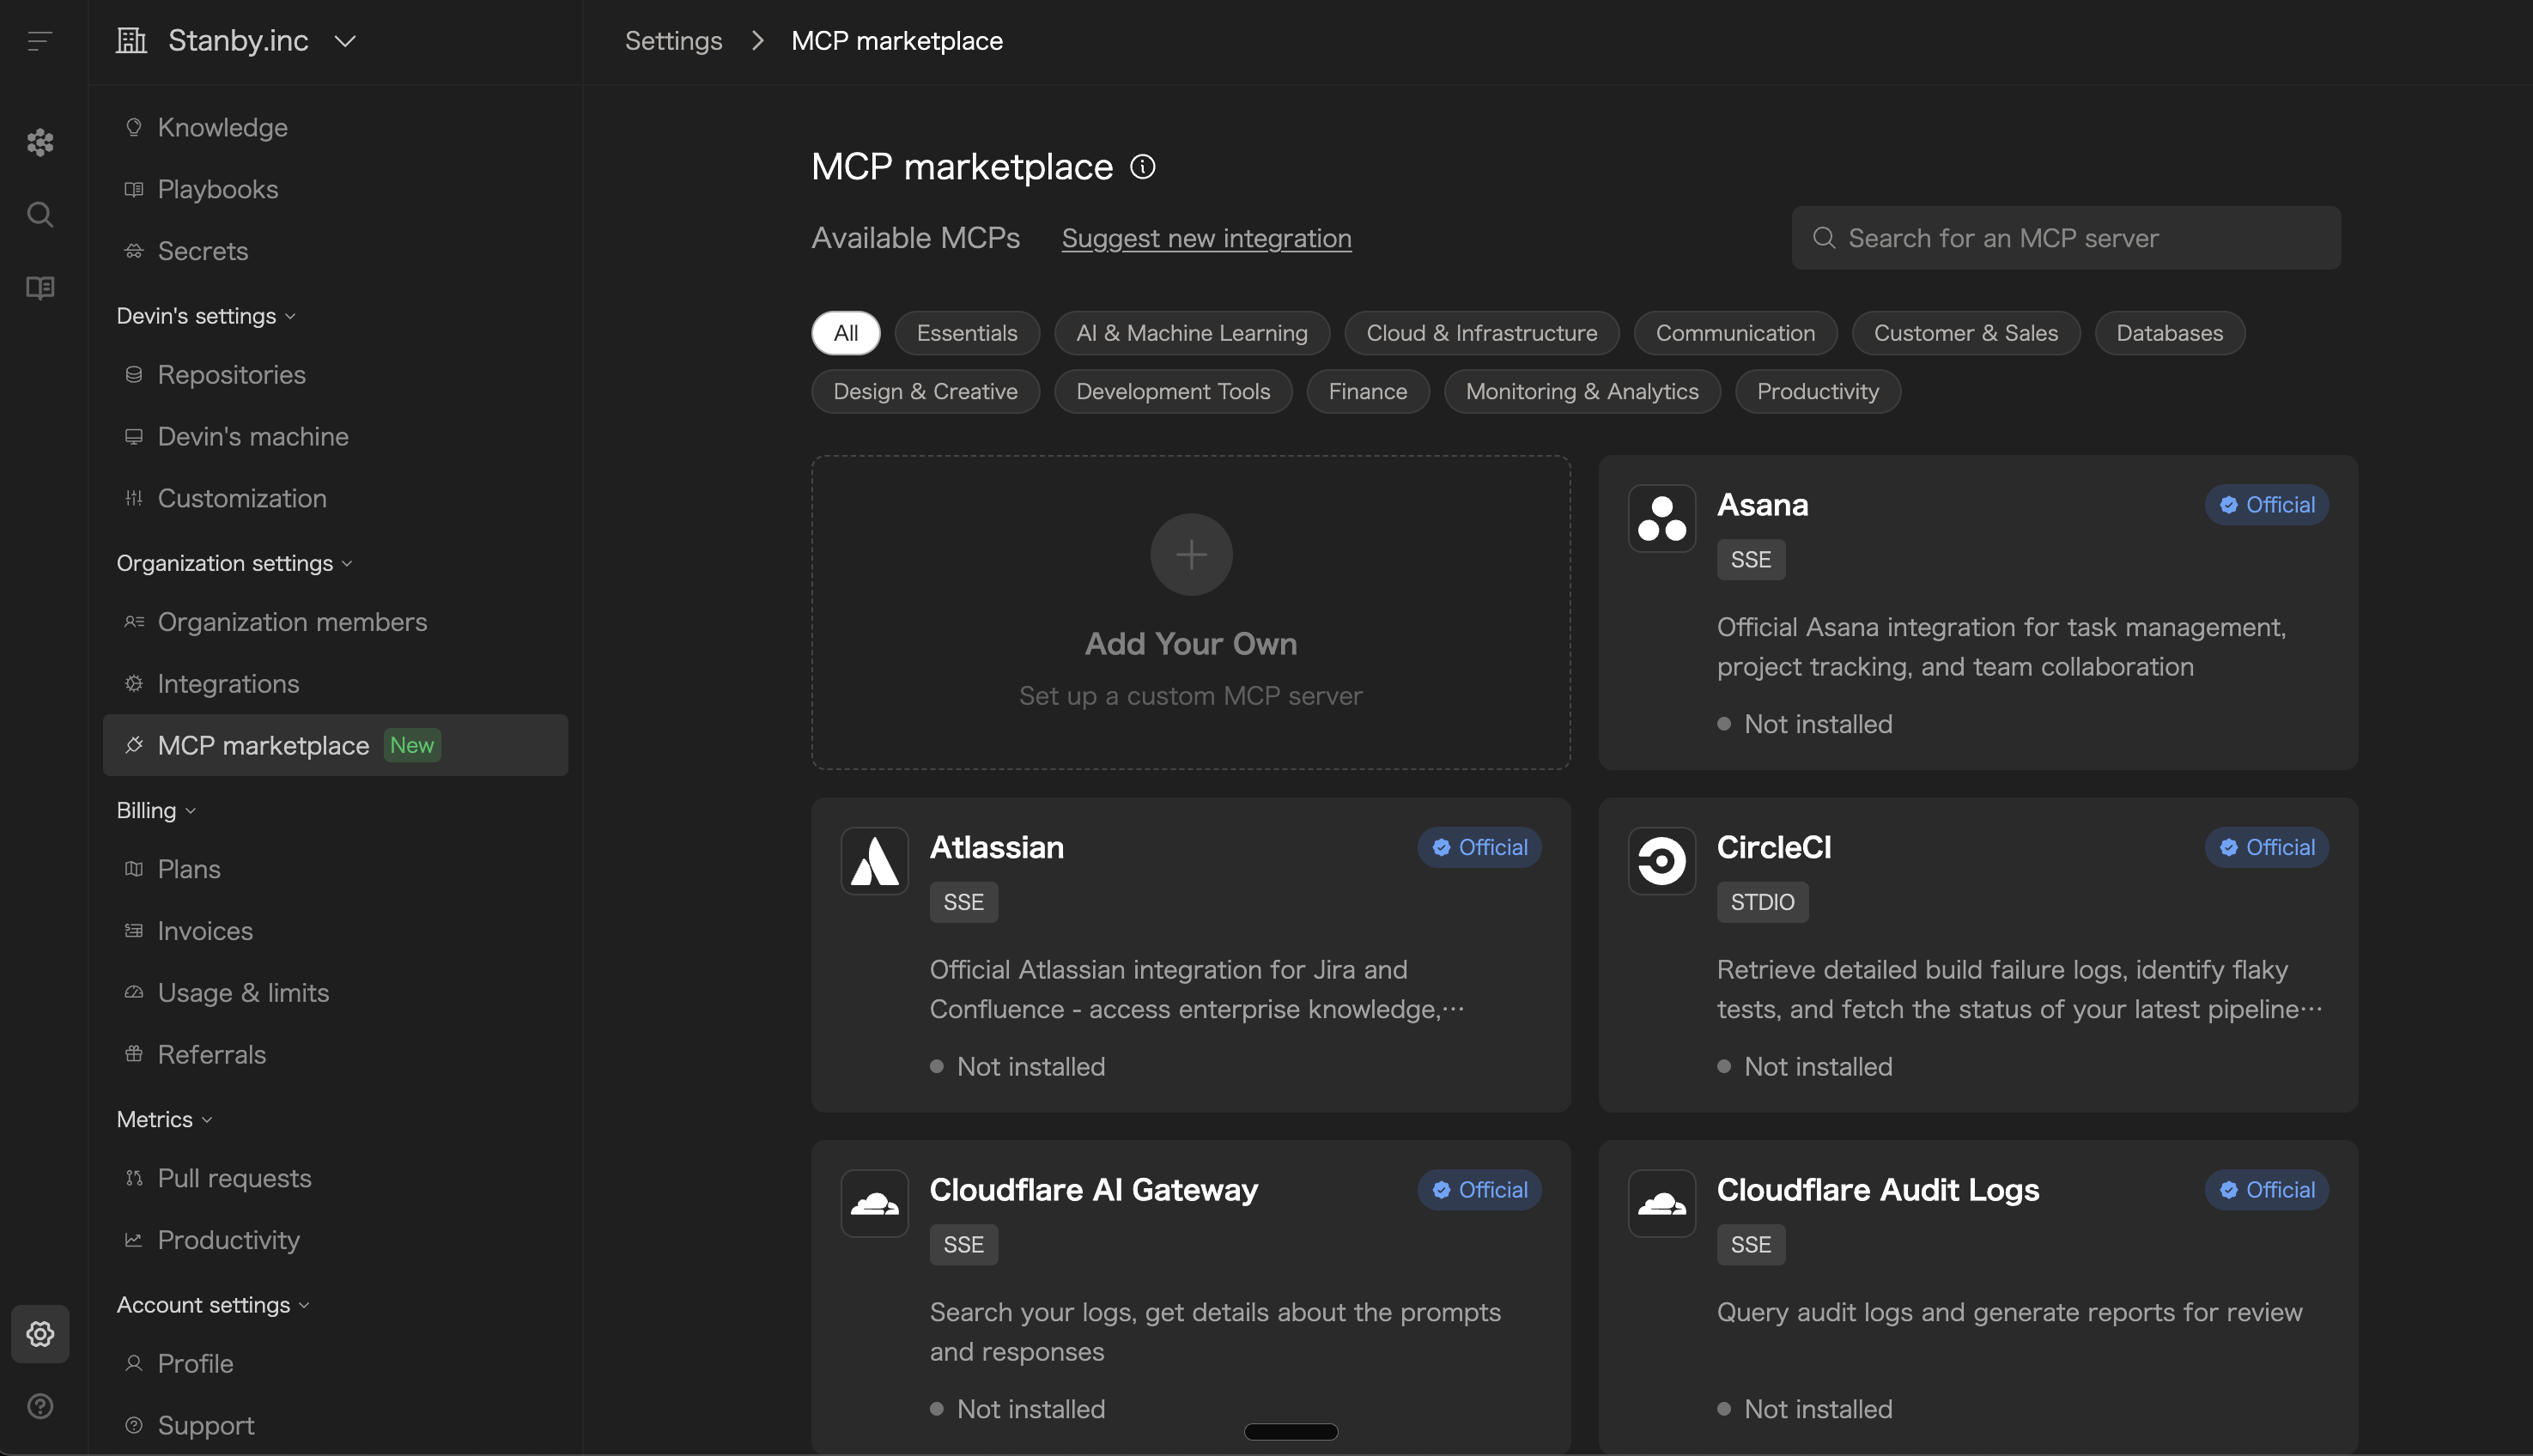 Stanby.inc
Settings > MCP marketplace
Knowledge
Playbooks
Secrets
Devin's settings
Repositories
Devin's machine
Customization
Organization settings
Organization members
Integrations
MCP marketplace New
Billing
Plans
Invoices
Usage & limits
Referrals
Metrics
Pull requests
Productivity
Account settings
Profile
Support
MCP marketplace
Available MCPs Suggest new integration
Search for an MCP server
All Essentials AI & Machine Learning Cloud & Infrastructure Communication Customer & Sales Databases
Design & Creative Development Tools Finance Monitoring & Analytics Productivity
Add Your Own
Set up a custom MCP server
Asana Official
SSE
Official Asana integration for task management,
project tracking, and team collaboration
Not installed
Atlassian Official
SSE
Official Atlassian integration for Jira and
Confluence - access enterprise knowledge,…
Not installed
CircleCI Official
STDIO
Retrieve detailed build failure logs, identify flaky
tests, and fetch the status of your latest pipeline…
Not installed
Cloudflare AI Gateway Official
SSE
Search your logs, get details about the prompts
and responses
Not installed
Cloudflare Audit Logs Official
SSE
Query audit logs and generate reports for review
Not installed